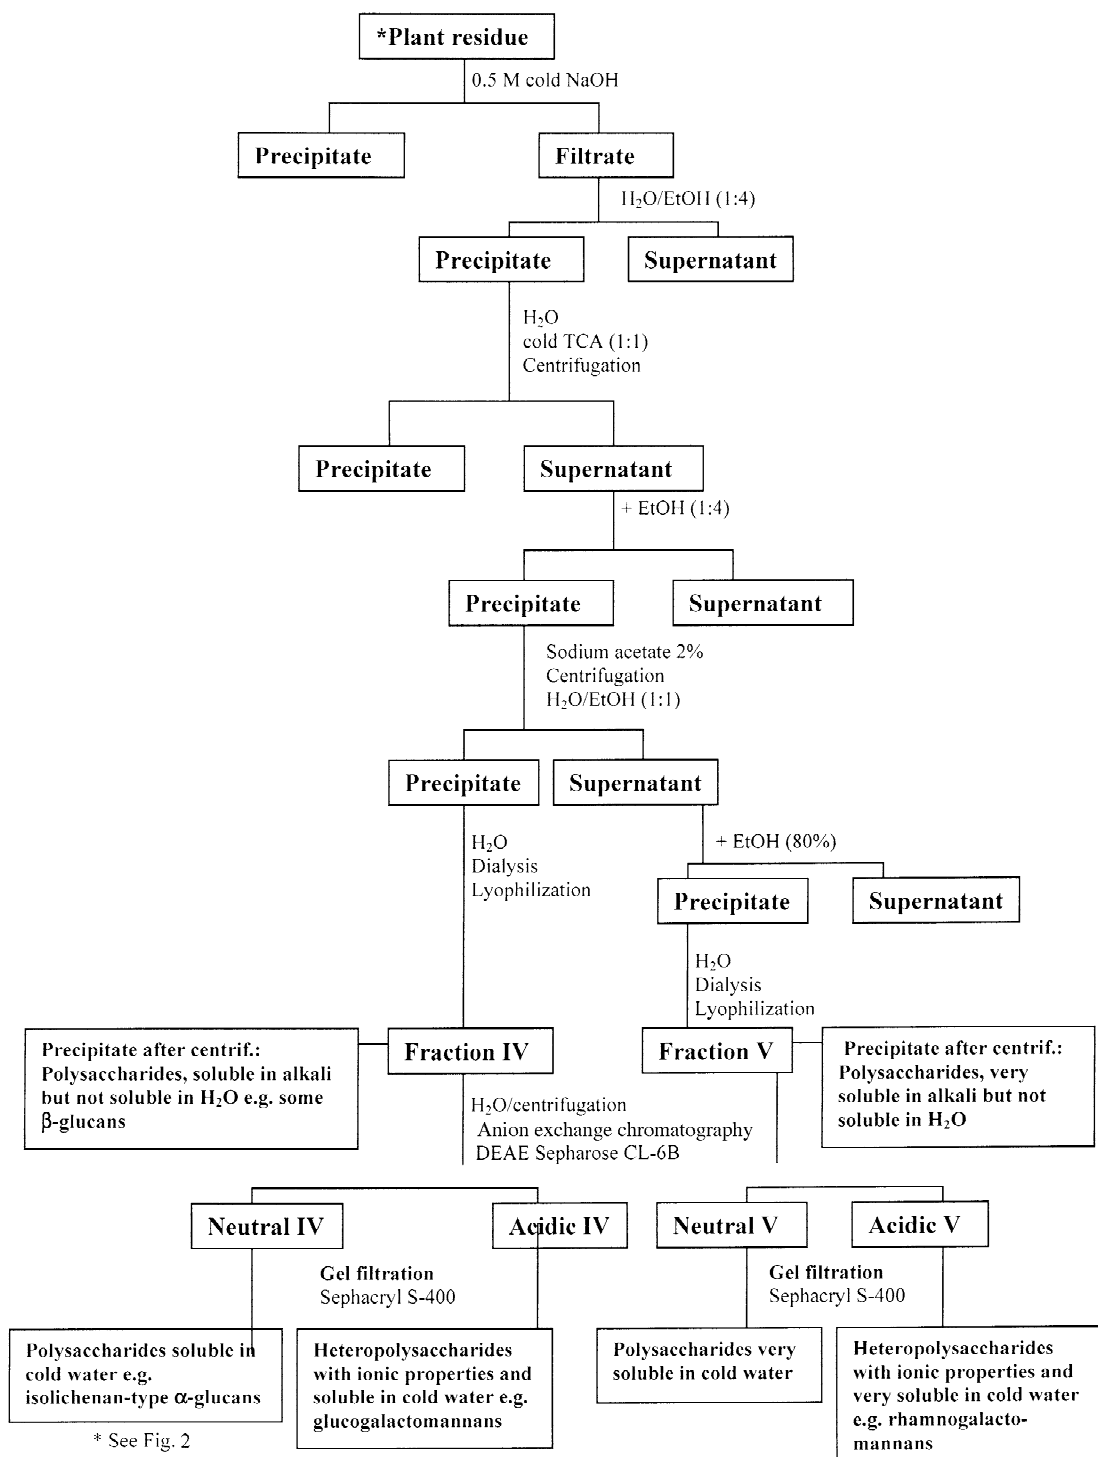 *Plant residue
0.5 M cold NaOH
Precipitate
Filtrate
H₂O/EtOH (1:4)
Precipitate
Supernatant
H₂O
cold TCA (1:1)
Centrifugation
Precipitate
Supernatant
+ EtOH (1:4)
Precipitate
Supernatant
Sodium acetate 2%
Centrifugation
H₂O/EtOH (1:1)
Precipitate
Supernatant
H₂O
Dialysis
Lyophilization
+ EtOH (80%)
Precipitate
Supernatant
H₂O
Dialysis
Lyophilization
Precipitate after centrif.:
Polysaccharides, soluble in alkali
but not soluble in H₂O e.g. some
β-glucans
Fraction IV
Fraction V
Precipitate after centrif.:
Polysaccharides, very
soluble in alkali but not
soluble in H₂O
H₂O/centrifugation
Anion exchange chromatography
DEAE Sepharose CL-6B
Neutral IV
Acidic IV
Neutral V
Acidic V
Gel filtration
Sephacryl S-400
Gel filtration
Sephacryl S-400
Polysaccharides soluble in
cold water e.g.
isolichenan-type α-glucans
Heteropolysaccharides
with ionic properties and
soluble in cold water e.g.
glucogalactomannans
Polysaccharides very
soluble in cold water
Heteropolysaccharides
with ionic properties and
very soluble in cold water
e.g. rhamnogalacto-
mannans
* See Fig. 2